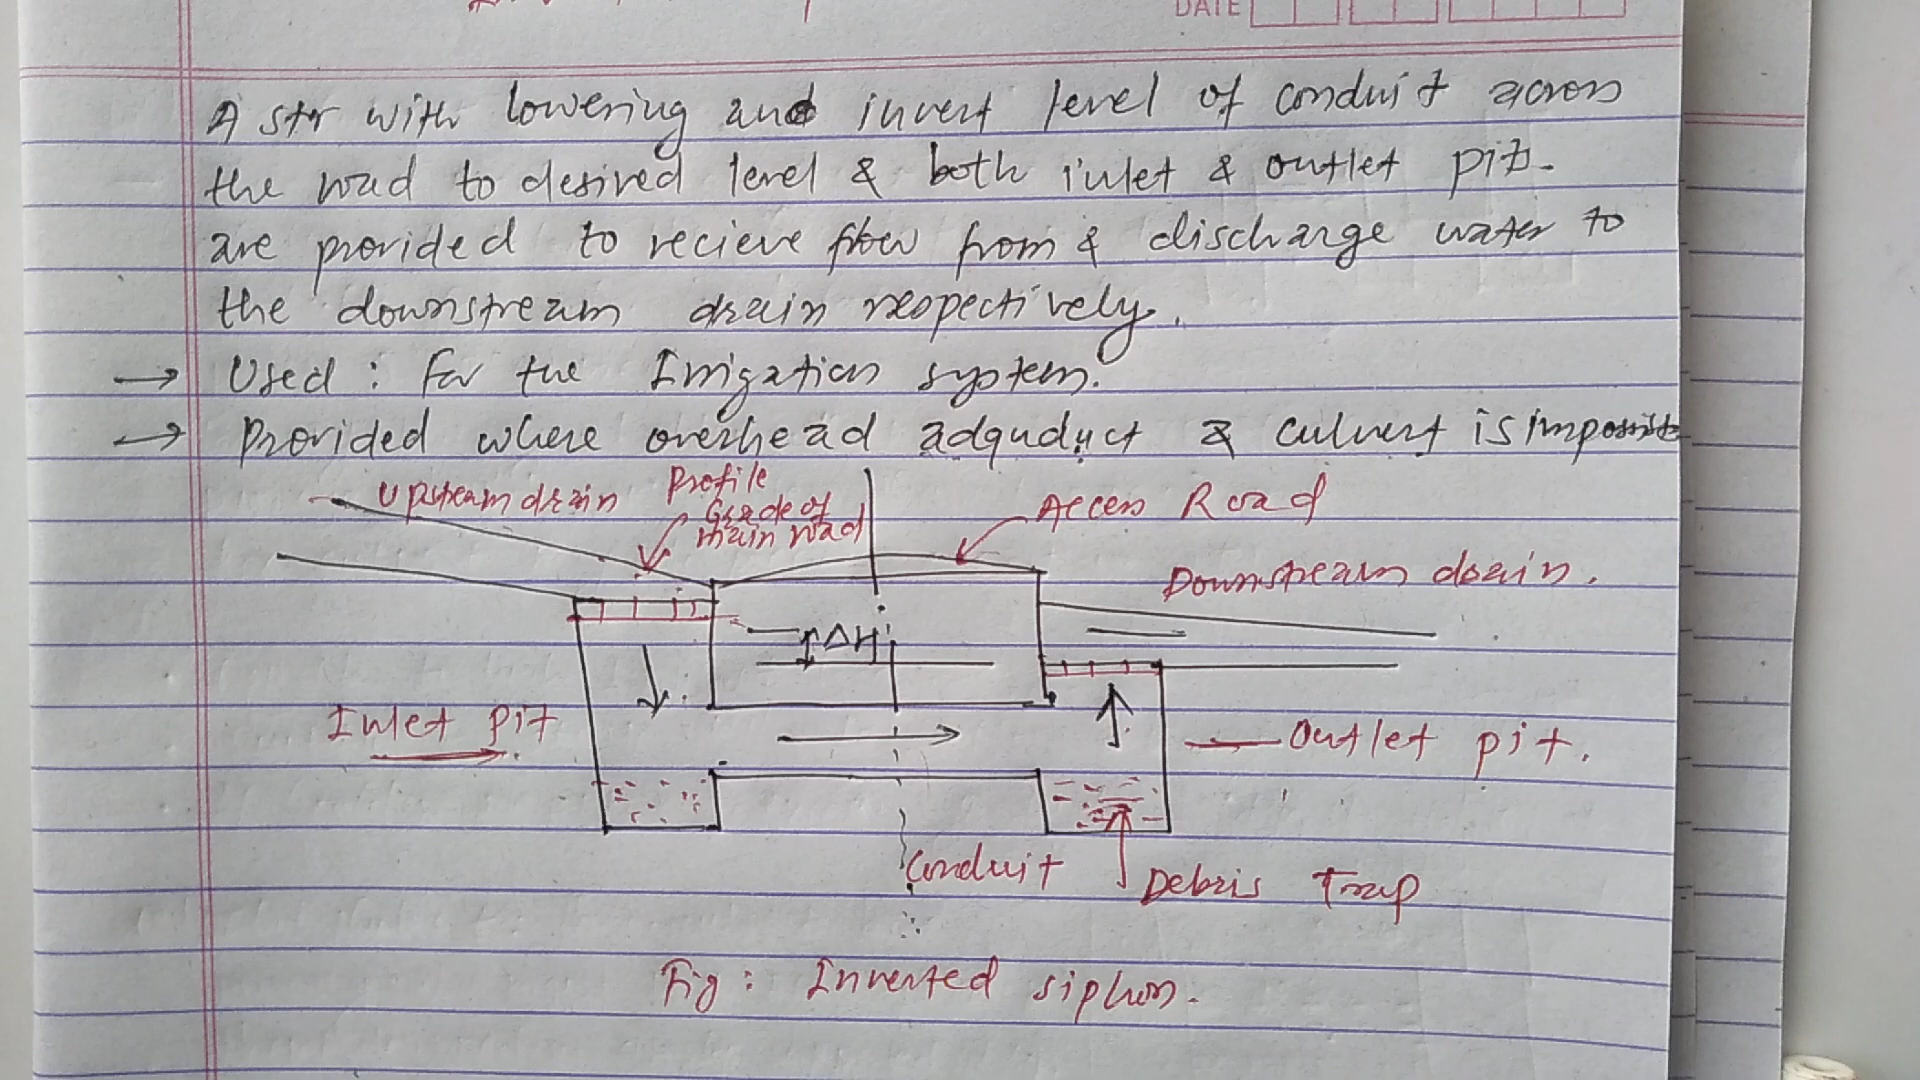 DATE
A str with lowering and invert level of conduit across
the road to desired level & both inlet & outlet pit
are provided to recieve flow from & discharge water to
the downstream drain respectively.
→ Used : For the Irrigation system.
→ Provided where overhead adquduct & culvert is impossible
Upstream drain
Profile
Grade of
main road
Access Road
Downstream drain.
ΔH
Inlet pit
Outlet pit.
Conduit
Debris Trap
Fig : Inverted siphon.